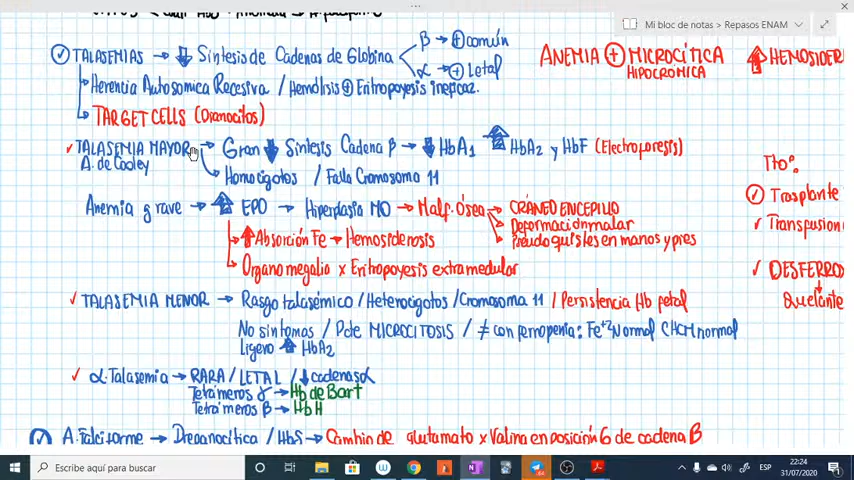 Mi bloc de notas » Repasos ENAM
TALASEMIAS → ↓ Síntesis de Cadenas de Globina
β → ⊕ común
α → ⊕ Letal
Herencia Autosomica Recesiva / Hemólisis ⊕ Eritropoyesis ineficaz.
TARGET CELLS (Dianocitos)
ANEMIA ⊕ MICROCÍTICA
HIPOCROMICA
↑ HEMOSIDER
✓ TALASEMIA MAYOR → Gran ↓ Síntesis Cadena β → ↓ HbA1 ↑ HbA2 y HbF (Electroforesis)
A. de Cooley
Homocigotos / Falla Cromosoma 11
Anemia grave → ↑ EPO → Hiperplasia MO → Malf. Ósea
CRÁNEO EN CEPILLO
Deformación malar
Pseudoquistes en manos y pies
↑ Absorción Fe → Hemosiderosis
Organomegalia x Eritropoyesis extramedular
Tto:
Trasplante
✓ Transfusion
✓ DESFERROX
Quelante
✓ TALASEMIA MENOR → Rasgo talasémico / Heterocigotos / Cromosoma 11 / Persistencia Hb fetal
No sintomas / Pcte MICROCITOSIS / ≠ con ferropenia: Fe+2 Normal CHCM normal
Ligero ↑ HbA2
✓ α-Talasemia → RARA / LETAL / ↓ cadenas α
Tetrámeros γ → Hb de Bart
Tetrámeros β → Hb H
A. Falciforme → Drepanocítica / HbS → Cambio de glutamato x Valina en posición 6 de cadena β
Escribe aquí para buscar
ESP
22:24
31/07/2020